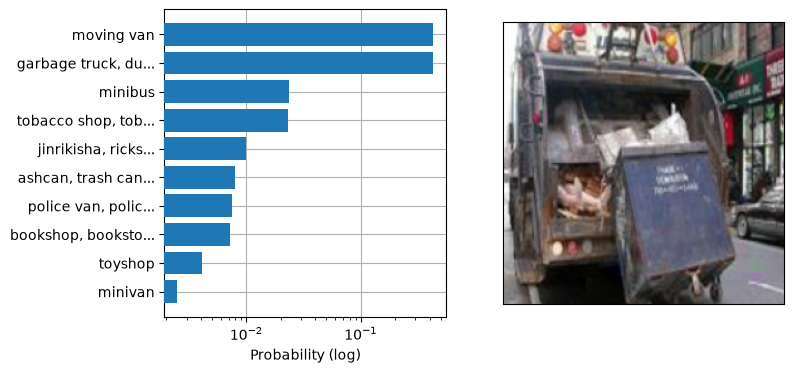 moving van
garbage truck, du...
minibus
tobacco shop, tob...
jinrikisha, ricks...
ashcan, trash can...
police van, polic...
bookshop, booksto...
toyshop
minivan
10⁻²
10⁻¹
Probability (log)
THREE